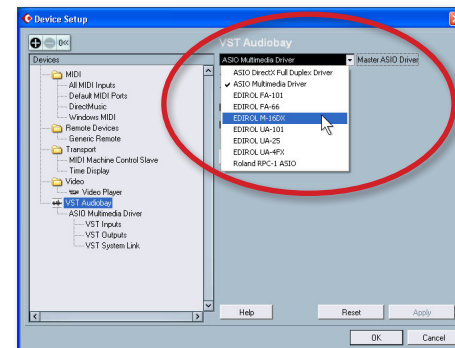 Device Setup
0<<
Devices
MIDI
All MIDI Inputs
Default MIDI Ports
DirectMusic
Windows MIDI
Remote Devices
Generic Remote
Transport
MIDI Machine Control Slave
Time Display
Video
Video Player
VST Audiobay
ASIO Multimedia Driver
VST Inputs
VST Outputs
VST System Link
VST Audiobay
ASIO Multimedia Driver Master ASIO Driver
ASIO DirectX Full Duplex Driver
ASIO Multimedia Driver
EDIROL FA-101
EDIROL FA-66
EDIROL M-16DX
EDIROL UA-101
EDIROL UA-25
EDIROL UA-4FX
Roland RPC-1 ASIO
Help Reset Apply
OK Cancel